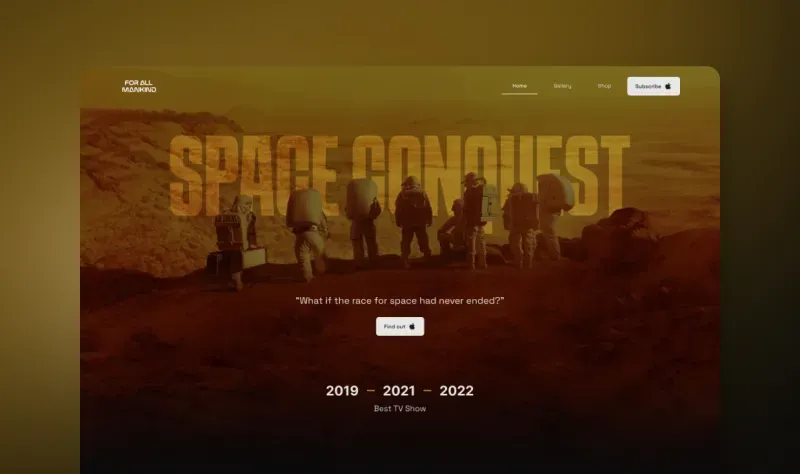 FOR ALL
MANKIND
Home
Gallery
Shop
Subscribe
SPACE CONQUEST
"What if the race for space had never ended?"
Find out
2019 – 2021 – 2022
Best TV Show